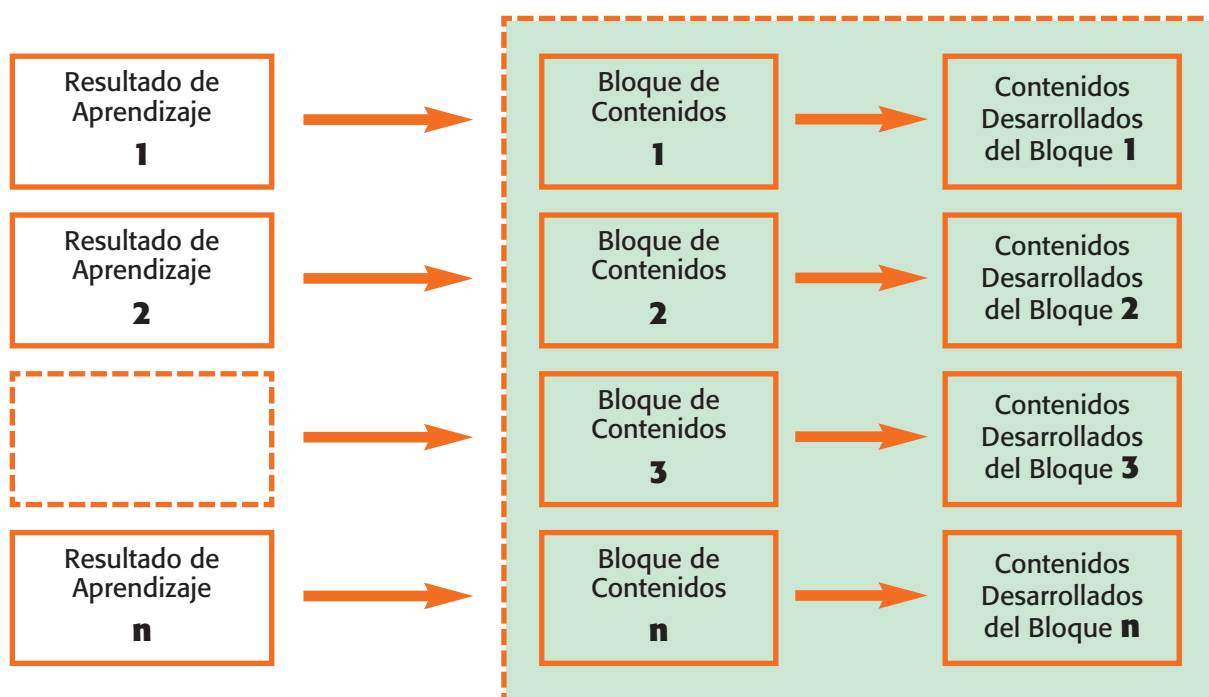 Resultado de
Aprendizaje
1
Bloque de
Contenidos
1
Contenidos
Desarrollados
del Bloque 1
Resultado de
Aprendizaje
2
Bloque de
Contenidos
2
Contenidos
Desarrollados
del Bloque 2
Bloque de
Contenidos
3
Contenidos
Desarrollados
del Bloque 3
Resultado de
Aprendizaje
n
Bloque de
Contenidos
n
Contenidos
Desarrollados
del Bloque n